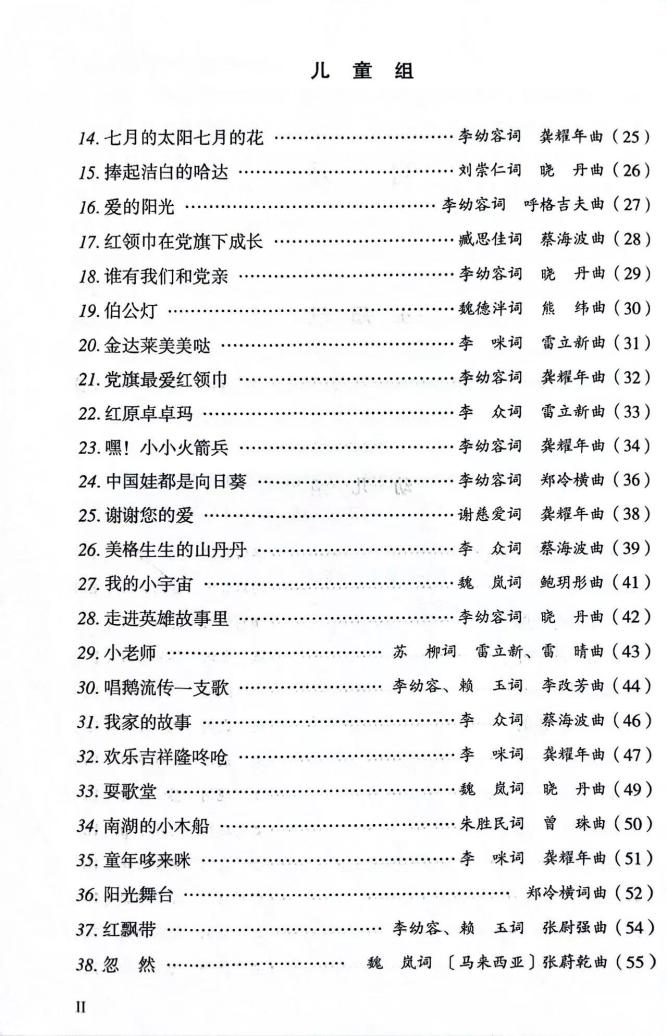 儿 童 组
14. 七月的太阳七月的花 …………………………李幼容词 龚耀年曲（25）
15. 捧起洁白的哈达 ………………………………刘崇仁词 晓 丹曲（26）
16. 爱的阳光 ……………………………………李幼容词 呼格吉夫曲（27）
17. 红领巾在党旗下成长 …………………………臧思佳词 蔡海波曲（28）
18. 谁有我们和党亲 ………………………………李幼容词 晓 丹曲（29）
19. 伯公灯 …………………………………………魏德泮词 熊 纬曲（30）
20. 金达莱美美哒 …………………………………李 咪词 雷立新曲（31）
21. 党旗最爱红领巾 ………………………………李幼容词 龚耀年曲（32）
22. 红原卓卓玛 ……………………………………李 众词 雷立新曲（33）
23. 嘿！小小火箭兵 ………………………………李幼容词 龚耀年曲（34）
24. 中国娃都是向日葵 ……………………………李幼容词 郑冷横曲（36）
25. 谢谢您的爱 ……………………………………谢慈爱词 龚耀年曲（38）
26. 美格生生的山丹丹 ……………………………李 众词 蔡海波曲（39）
27. 我的小宇宙 ……………………………………魏 岚词 鲍玥彤曲（41）
28. 走进英雄故事里 ………………………………李幼容词 晓 丹曲（42）
29. 小老师 …………………………………苏 柳词 雷立新、雷 晴曲（43）
30. 唱鹅流传一支歌 ……………………李幼容、赖 玉词 李改芳曲（44）
31. 我家的故事 ……………………………………李 众词 蔡海波曲（46）
32. 欢乐吉祥隆咚呛 ………………………………李 咪词 龚耀年曲（47）
33. 耍歌堂 …………………………………………魏 岚词 晓 丹曲（49）
34. 南湖的小木船 …………………………………朱胜民词 曾 珠曲（50）
35. 童年哆来咪 ……………………………………李 咪词 龚耀年曲（51）
36. 阳光舞台 ………………………………………………郑冷横词曲（52）
37. 红飘带 ………………………………李幼容、赖 玉词 张尉强曲（54）
38. 忽 然 …………………………魏 岚词 〔马来西亚〕张蔚乾曲（55）
II